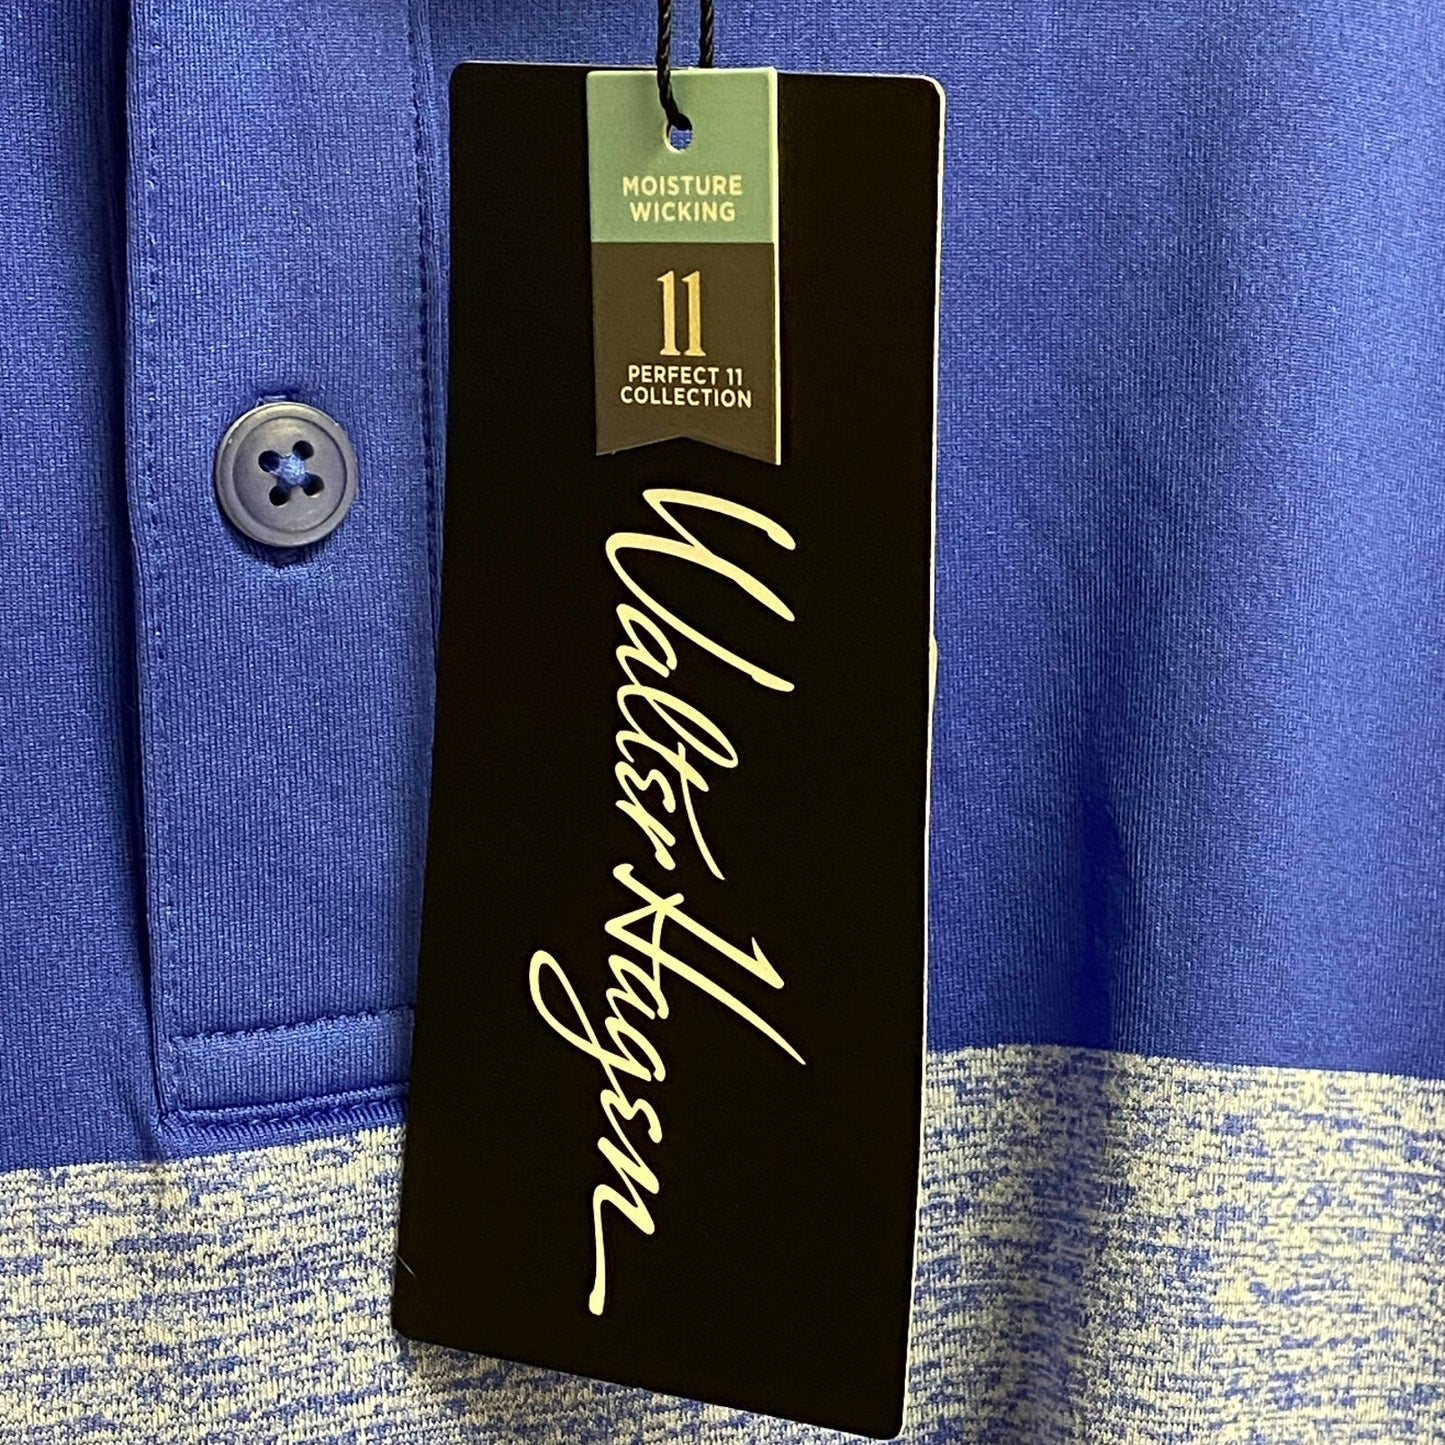 MOISTURE
WICKING
11
PERFECT 11
COLLECTION
Walter Hagen